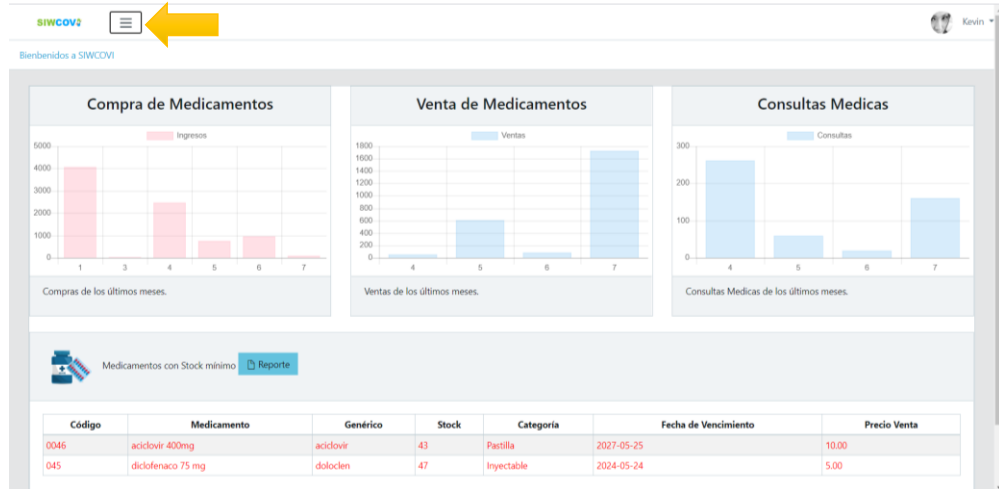 SIWCOVI
Kevin
Bienbenidos a SIWCOVI
Compra de Medicamentos
Ingresos
5000
4000
3000
2000
1000
0
1 3 4 5 6 7
Compras de los últimos meses.
Venta de Medicamentos
Ventas
1800
1600
1400
1200
1000
800
600
400
200
0
4 5 6 7
Ventas de los últimos meses.
Consultas Medicas
Consultas
300
200
100
0
4 5 6 7
Consultas Medicas de los últimos meses.
Medicamentos con Stock mínimo Reporte
Código Medicamento Genérico Stock Categoría Fecha de Vencimiento Precio Venta
0046 aciclovir 400mg aciclovir 43 Pastilla 2027-05-25 10.00
045 diclofenaco 75 mg doloclen 47 Inyectable 2024-05-24 5.00